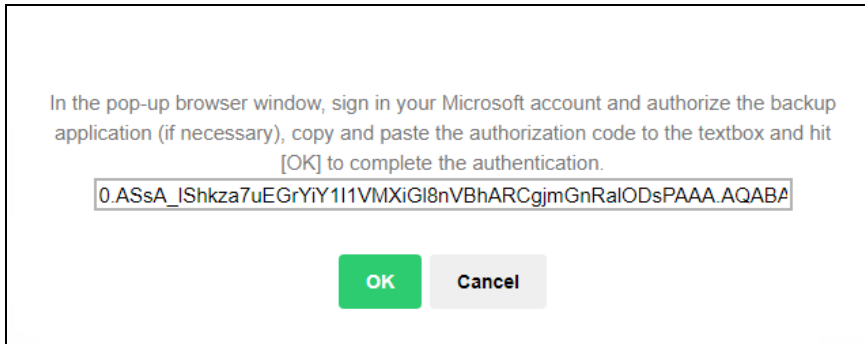 In the pop-up browser window, sign in your Microsoft account and authorize the backup
application (if necessary), copy and paste the authorization code to the textbox and hit
[OK] to complete the authentication.
0.ASsA_IShkza7uEGrYiY1I1VMXiGI8nVBhARCgjmGnRaIODsPAAA.AQABA
OK Cancel